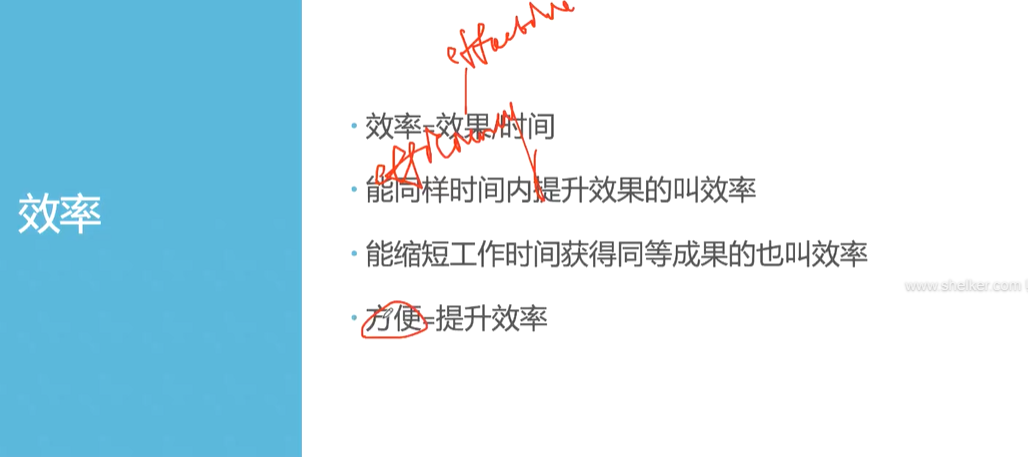 效率
• 效率=效果/时间
• 能同样时间内提升效果的叫效率
• 能缩短工作时间获得同等成果的也叫效率
• 方便=提升效率
www.shelker.com